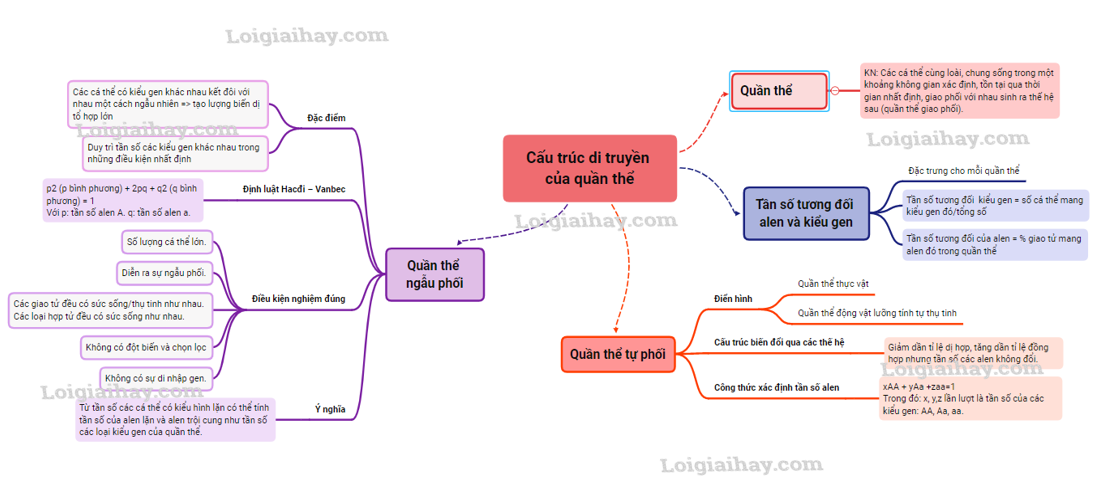 Loigiaihay.com
Cấu trúc di truyền
của quần thể
Quần thể
KN: Các cá thể cùng loài, chung sống trong một
khoảng không gian xác định, tồn tại qua thời
gian nhất định, giao phối với nhau sinh ra thế hệ
sau (quần thể giao phối).
Loigiaihay.com
Tần số tương đối
alen và kiểu gen
Đặc trưng cho mỗi quần thể
Tần số tương đối kiểu gen = số cá thể mang
kiểu gen đó/tổng số
Tần số tương đối của alen = % giao tử mang
alen đó trong quần thể
Loigiaihay.com
Quần thể tự phối
Điển hình
Quần thể thực vật
Quần thể động vật lưỡng tính tự thụ tinh
Cấu trúc biến đổi qua các thế hệ
Giảm dần tỉ lệ dị hợp, tăng dần tỉ lệ đồng
hợp nhưng tần số các alen không đổi.
Loigiaihay.com
Công thức xác định tần số alen
xAA + yAa +zaa=1
Trong đó: x, y,z lần lượt là tần số của các
kiểu gen: AA, Aa, aa.
Loigiaihay.com
Quần thể
ngẫu phối
Đặc điểm
Các cá thể có kiểu gen khác nhau kết đôi với
nhau một cách ngẫu nhiên => tạo lượng biến dị
tổ hợp lớn
Loigiaihay.com
Duy trì tần số các kiểu gen khác nhau trong
những điều kiện nhất định
Định luật Hacđi – Vanbec
p2 (p bình phương) + 2pq + q2 (q bình
phương) = 1
Với p: tần số alen A. q: tần số alen a.
Điều kiện nghiệm đúng
Số lượng cá thể lớn.
Diễn ra sự ngẫu phối.
Các giao tử đều có sức sống/thụ tinh như nhau.
Các loại hợp tử đều có sức sống như nhau.
Không có đột biến và chọn lọc
Không có sự di nhập gen.
Loigiaihay.com
Ý nghĩa
Từ tần số các cá thể có kiểu hình lặn có thể tính
tần số của alen lặn và alen trội cung như tần số
các loại kiểu gen của quần thể.